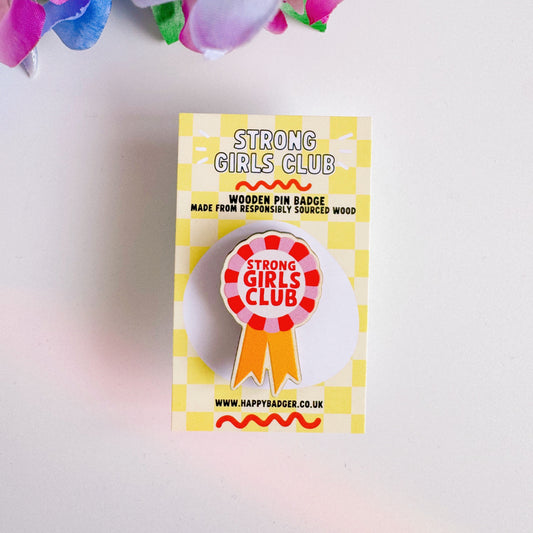 STRONG
GIRLS CLUB
WOODEN PIN BADGE
MADE FROM RESPONSIBLY SOURCED WOOD
STRONG
GIRLS
CLUB
WWW.HAPPYBADGER.CO.UK